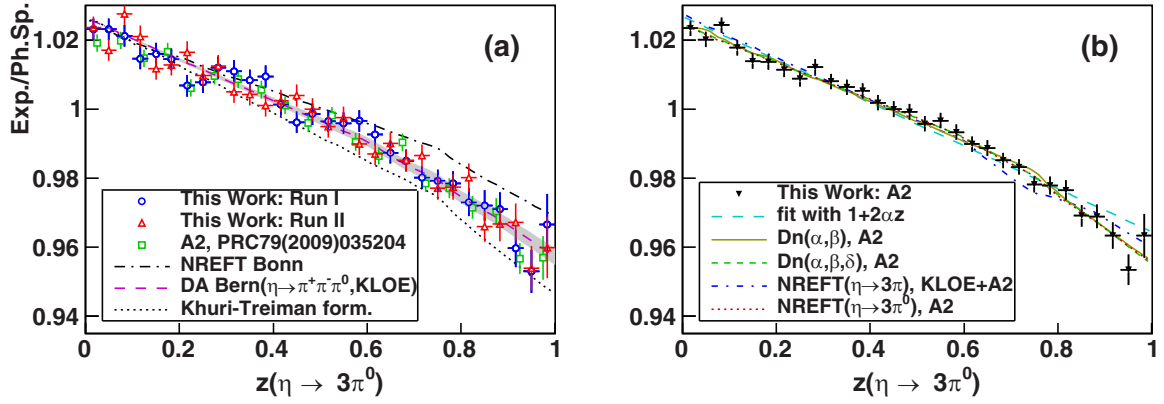 Exp./Ph.Sp.
1.02
1
0.98
0.96
0.94
(a)
This Work: Run I
This Work: Run II
A2, PRC79(2009)035204
NREFT Bonn
DA Bern(η→π⁺π⁻π⁰,KLOE)
Khuri-Treiman form.
0 0.2 0.4 0.6 0.8 1
z(η → 3π⁰)
1.02
1
0.98
0.96
0.94
(b)
This Work: A2
fit with 1+2αz
Dn(α,β), A2
Dn(α,β,δ), A2
NREFT(η→3π), KLOE+A2
NREFT(η→3π⁰), A2
0 0.2 0.4 0.6 0.8 1
z(η → 3π⁰)